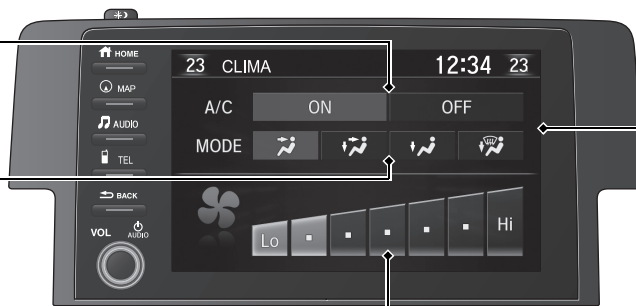 HOME
MAP
AUDIO
TEL
BACK
VOL AUDIO
23 CLIMA 12:34 23
A/C ON OFF
MODE
Lo Hi